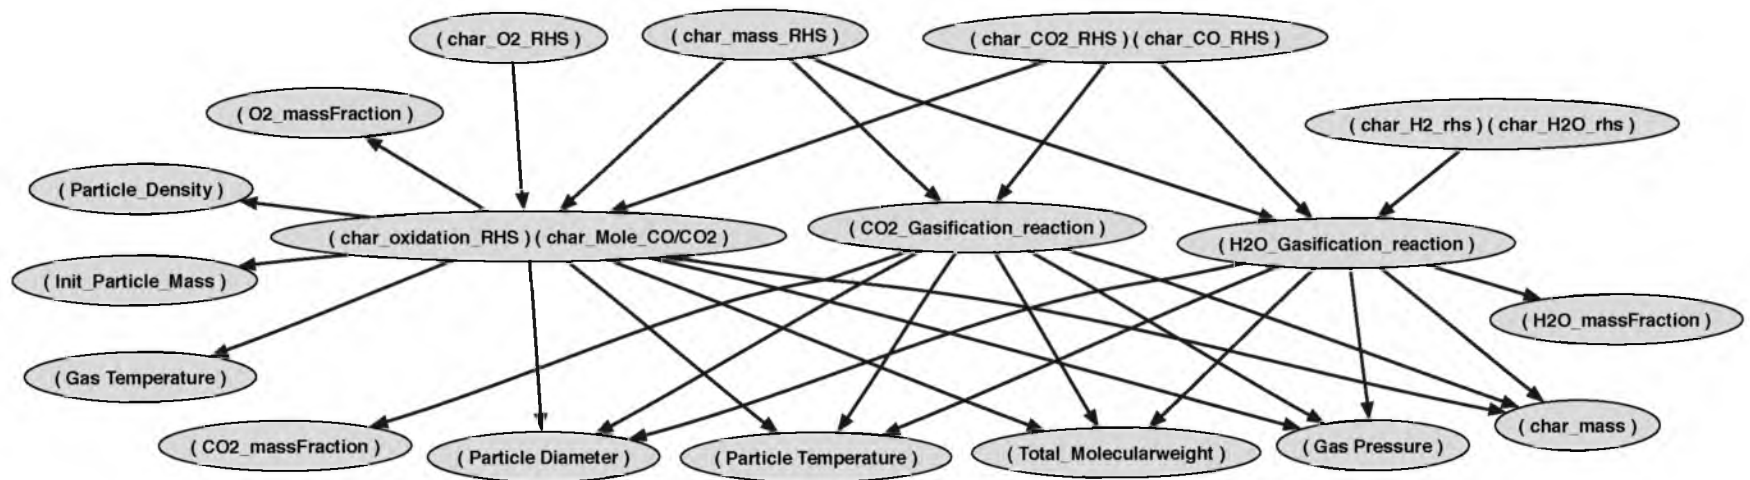 ( char_O2_RHS )
( char_mass_RHS )
( char_CO2_RHS ) ( char_CO_RHS )
( O2_massFraction )
( char_H2_rhs ) ( char_H2O_rhs )
( Particle_Density )
( char_oxidation_RHS ) ( char_Mole_CO/CO2 )
( CO2_Gasification_reaction )
( H2O_Gasification_reaction )
( Init_Particle_Mass )
( H2O_massFraction )
( Gas Temperature )
( CO2_massFraction )
( Particle Diameter )
( Particle Temperature )
( Total_Molecularweight )
( Gas Pressure )
( char_mass )